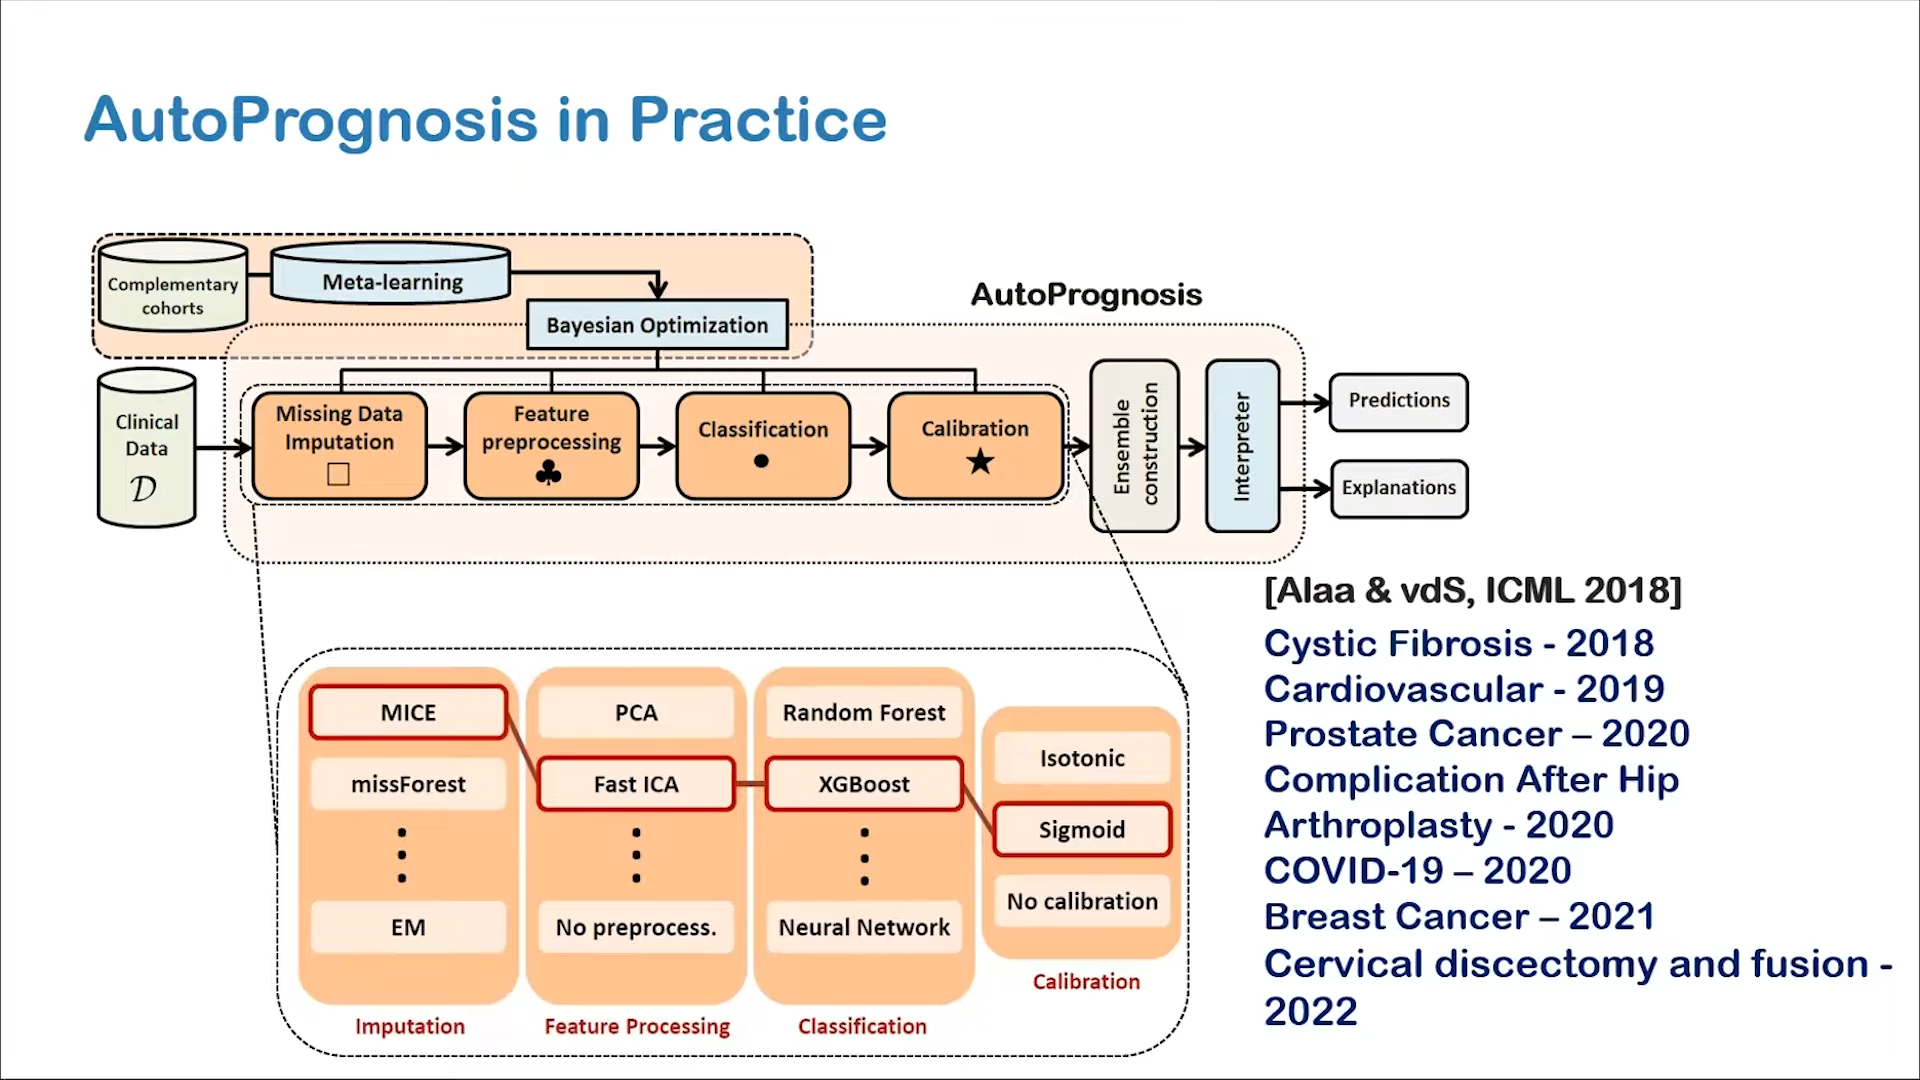 AutoPrognosis in Practice
Complementary
cohorts
Meta-learning
Bayesian Optimization
AutoPrognosis
Clinical
Data
𝒟
Missing Data
Imputation
Feature
preprocessing
Classification
Calibration
Ensemble
construction
Interpreter
Predictions
Explanations
MICE
missForest
EM
Imputation
PCA
Fast ICA
No preprocess.
Feature Processing
Random Forest
XGBoost
Neural Network
Classification
Isotonic
Sigmoid
No calibration
Calibration
[Alaa & vdS, ICML 2018]
Cystic Fibrosis - 2018
Cardiovascular - 2019
Prostate Cancer – 2020
Complication After Hip
Arthroplasty - 2020
COVID-19 – 2020
Breast Cancer – 2021
Cervical discectomy and fusion -
2022